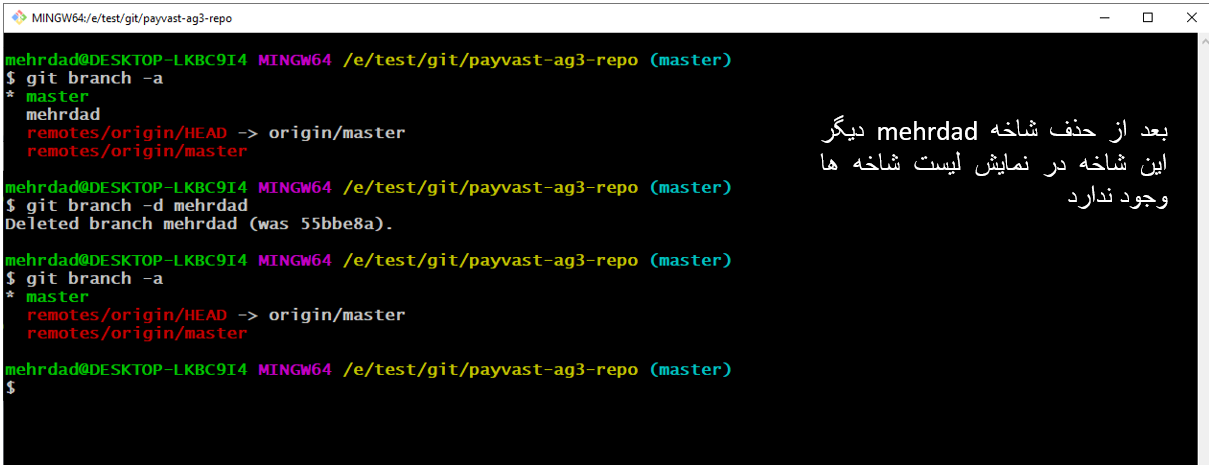 MINGW64:/e/test/git/payvast-ag3-repo
mehrdad@DESKTOP-LKBC9I4 MINGW64 /e/test/git/payvast-ag3-repo (master)
$ git branch -a
* master
  mehrdad
  remotes/origin/HEAD -> origin/master
  remotes/origin/master
mehrdad@DESKTOP-LKBC9I4 MINGW64 /e/test/git/payvast-ag3-repo (master)
$ git branch -d mehrdad
Deleted branch mehrdad (was 55bbe8a).
mehrdad@DESKTOP-LKBC9I4 MINGW64 /e/test/git/payvast-ag3-repo (master)
$ git branch -a
* master
  remotes/origin/HEAD -> origin/master
  remotes/origin/master
mehrdad@DESKTOP-LKBC9I4 MINGW64 /e/test/git/payvast-ag3-repo (master)
$
بعد از حذف شاخه mehrdad دیگر
این شاخه در نمایش لیست شاخه ها
وجود ندارد